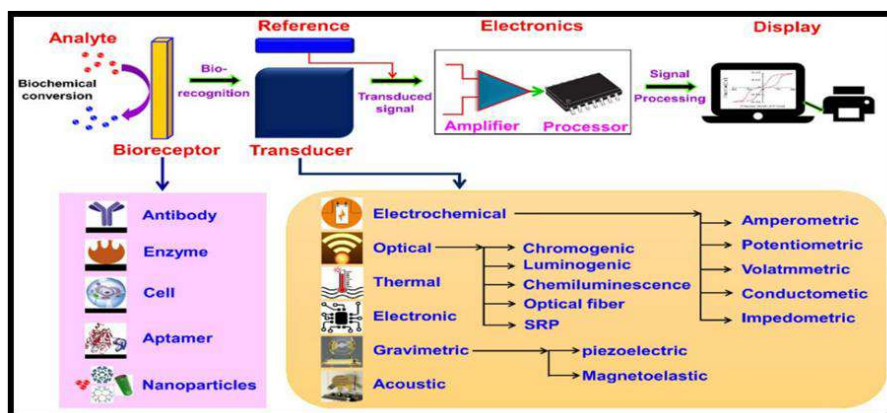 Analyte
Biochemical
conversion
Bioreceptor
Bio-
recognition
Reference
Transducer
Transduced
signal
Electronics
Amplifier
Processor
Signal
Processing
Display
Antibody
Enzyme
Cell
Aptamer
Nanoparticles
Electrochemical
Optical
Thermal
Electronic
Gravimetric
Acoustic
Chromogenic
Luminogenic
Chemiluminescence
Optical fiber
SRP
piezoelectric
Magnetoelastic
Amperometric
Potentiometric
Volatmmetric
Conductometic
Impedometric